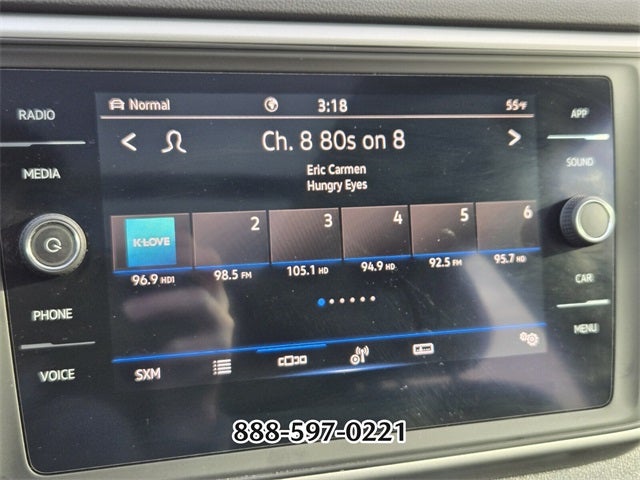 Normal 3:18 55°F
RADIO
MEDIA
PHONE
VOICE
< Ch. 8 80s on 8 >
Eric Carmen
Hungry Eyes
K-LOVE 2 3 4 5 6
96.9 HD1 98.5 FM 105.1 HD 94.9 HD 92.5 FM 95.7 HD
SXM
APP
SOUND
CAR
MENU
888-597-0221